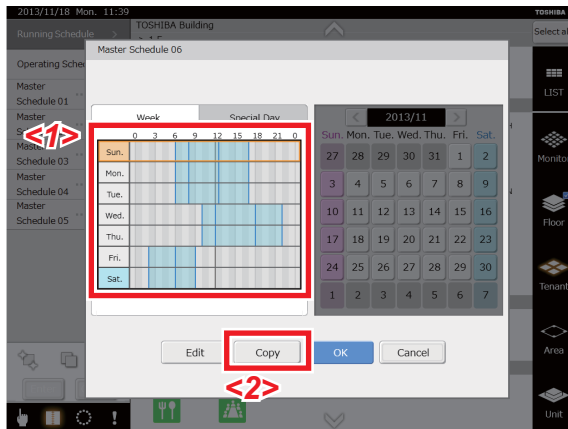 2013/11/18 Mon. 11:39
TOSHIBA
Running Schedule >
TOSHIBA Building
Select al
Master Schedule 06
Operating Sche
LIST
Master
Schedule 01
Week
Special Day
< 2013/11 >
Master
<1>
0 3 6 9 12 15 18 21 0
Sun. Mon. Tue. Wed. Thu. Fri. Sat.
Schedule 03
Master
Schedule 04
Master
Schedule 05
Sun.
Mon.
Tue.
Wed.
Thu.
Fri.
Sat.
27 28 29 30 31 1 2
3 4 5 6 7 8 9
10 11 12 13 14 15 16
17 18 19 20 21 22 23
24 25 26 27 28 29 30
1 2 3 4 5 6 7
Monito
Floor
Tenant
Area
Unit
Edit
Copy
OK
Cancel
<2>